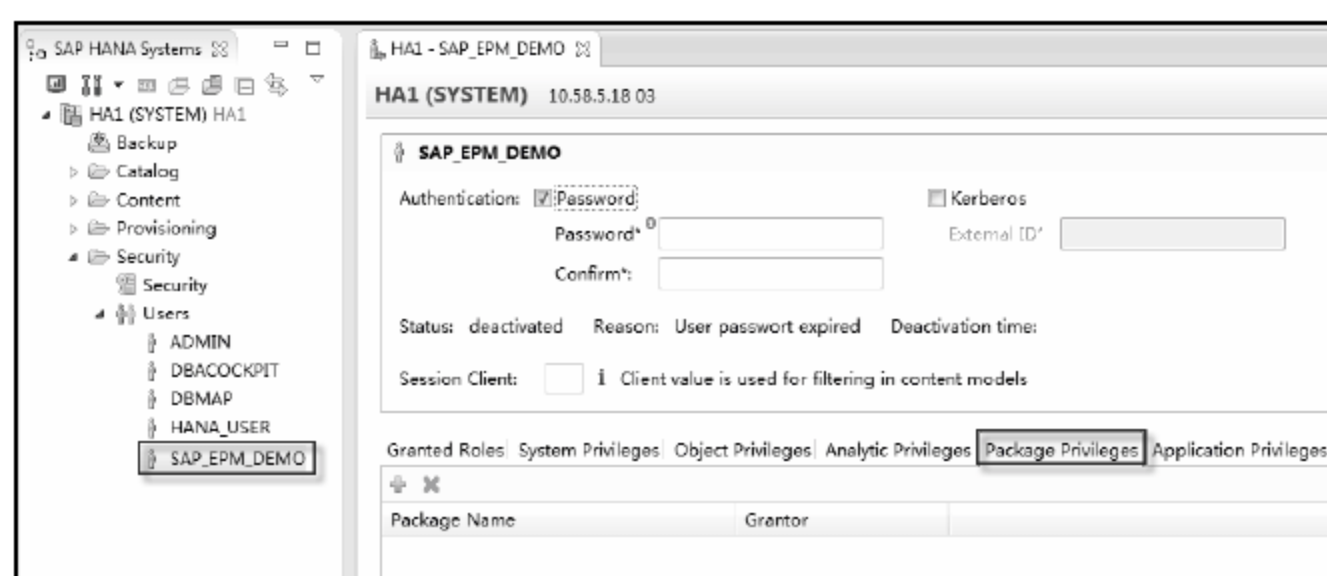 SAP HANA Systems
HA1 (SYSTEM) HA1
Backup
Catalog
Content
Provisioning
Security
Security
Users
ADMIN
DBACOCKPIT
DBMAP
HANA_USER
SAP_EPM_DEMO
HA1 - SAP_EPM_DEMO
HA1 (SYSTEM) 10.58.5.18 03
SAP_EPM_DEMO
Authentication: Password Kerberos
Password* External ID*
Confirm*:
Status: deactivated Reason: User passwort expired Deactivation time:
Session Client: i Client value is used for filtering in content models
Granted Roles System Privileges Object Privileges Analytic Privileges Package Privileges Application Privileges
Package Name Grantor